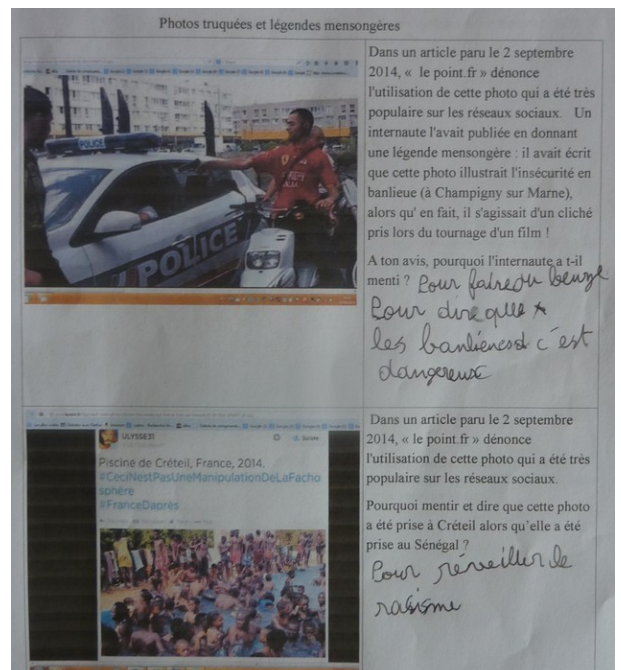 Photos truquées et légendes mensongères
POLICE
POLICE
Dans un article paru le 2 septembre
2014, « le point.fr » dénonce
l'utilisation de cette photo qui a été très
populaire sur les réseaux sociaux. Un
internaute l'avait publiée en donnant
une légende mensongère : il avait écrit
que cette photo illustrait l'insécurité en
banlieue (à Champigny sur Marne),
alors qu' en fait, il s'agissait d'un cliché
pris lors du tournage d'un film !
A ton avis, pourquoi l'internaute a t-il
menti ? Pour faire du
Pour dire que
les c'est
dangereux
ULYSSE31
Suivre
Piscine de Créteil, France, 2014.
#CeciNestPasUneManipulationDeLaFacho
sphère
#FranceDaprès
Dans un article paru le 2 septembre
2014, « le point.fr » dénonce
l'utilisation de cette photo qui a été très
populaire sur les réseaux sociaux.
Pourquoi mentir et dire que cette photo
a été prise à Créteil alors qu'elle a été
prise au Sénégal ?
Pour réveiller le
rasisme